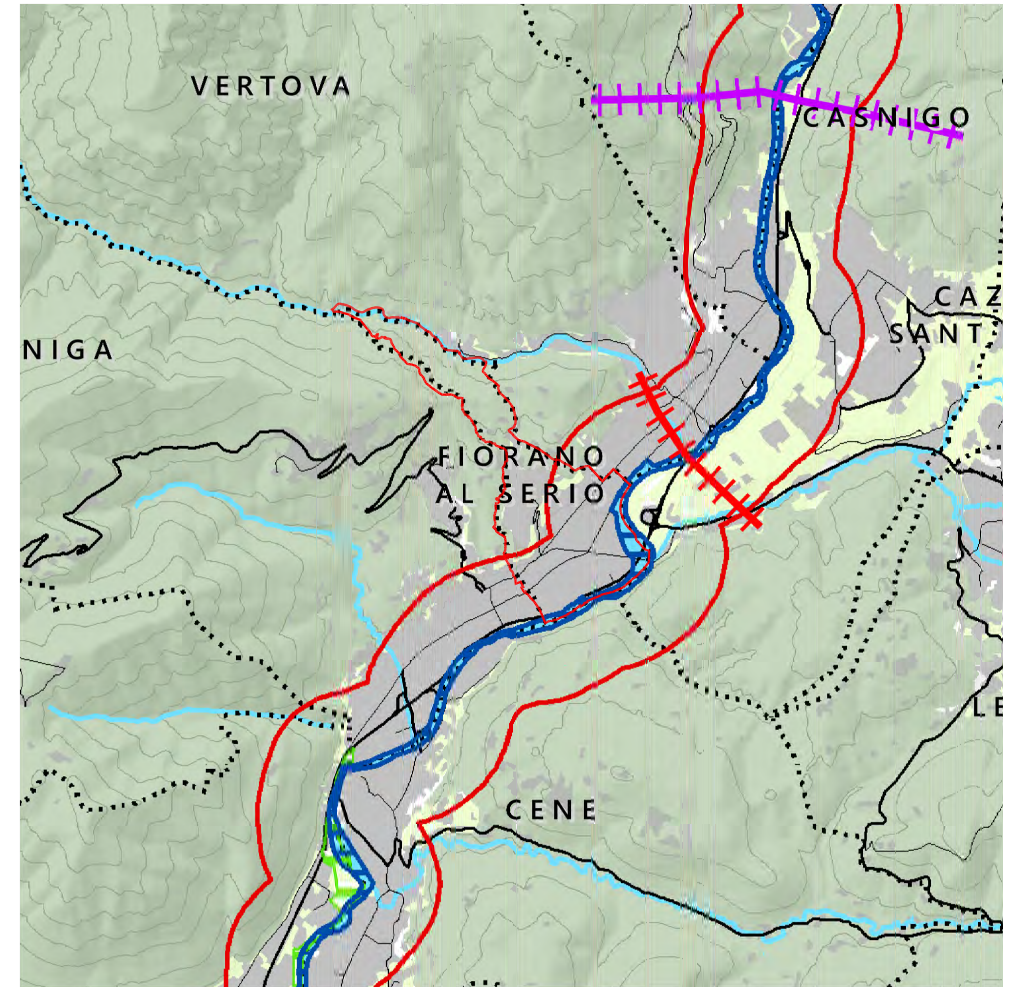 VERTOVA
CASNIGO
CAZ
SANT
NIGA
FIORANO
AL SERIO
LE
CENE